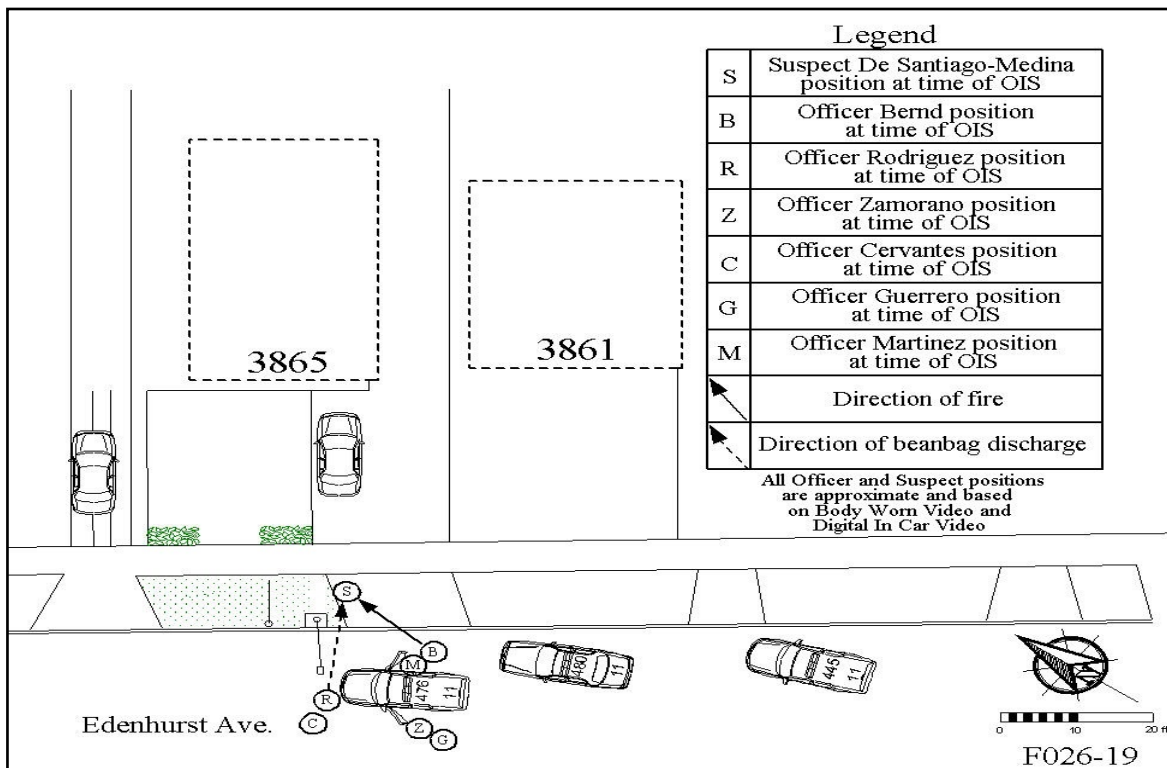 Legend
S
Suspect De Santiago-Medina
position at time of OIS
B
Officer Bernd position
at time of OIS
R
Officer Rodriguez position
at time of OIS
Z
Officer Zamorano position
at time of OIS
C
Officer Cervantes position
at time of OIS
G
Officer Guerrero position
at time of OIS
M
Officer Martinez position
at time of OIS
Direction of fire
Direction of beanbag discharge
All Officer and Suspect positions
are approximate and based
on Body Worn Video and
Digital In Car Video
3865
3861
S
B
M
R
C
Z
G
476
11
480
11
445
11
N
Edenhurst Ave.
0 10 20 ft
F026-19